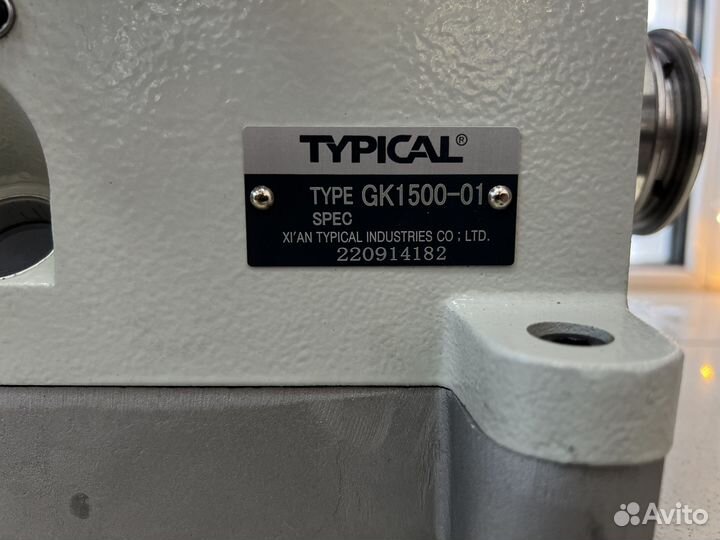 TYPICAL®
TYPE GK1500-01
SPEC
XI'AN TYPICAL INDUSTRIES CO ; LTD.
220914182
Avito